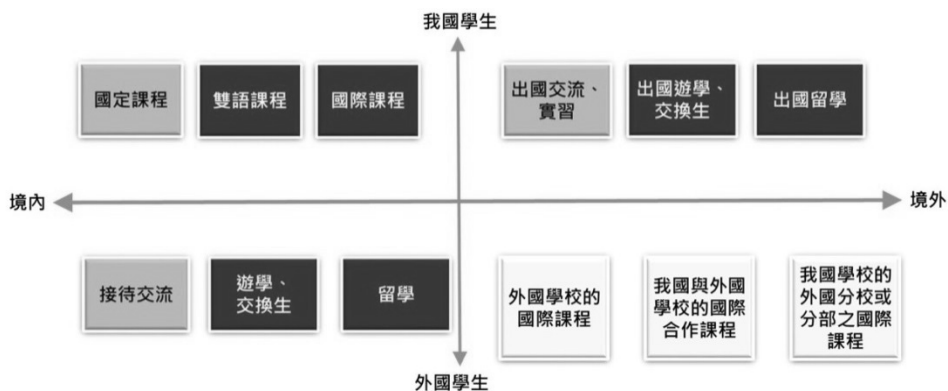 我國學生
國定課程
雙語課程
國際課程
出國交流、
實習
出國遊學、
交換生
出國留學
境內
境外
接待交流
遊學、
交換生
留學
外國學校的
國際課程
我國與外國
學校的國際
合作課程
我國學校的
外國分校或
分部之國際
課程
外國學生